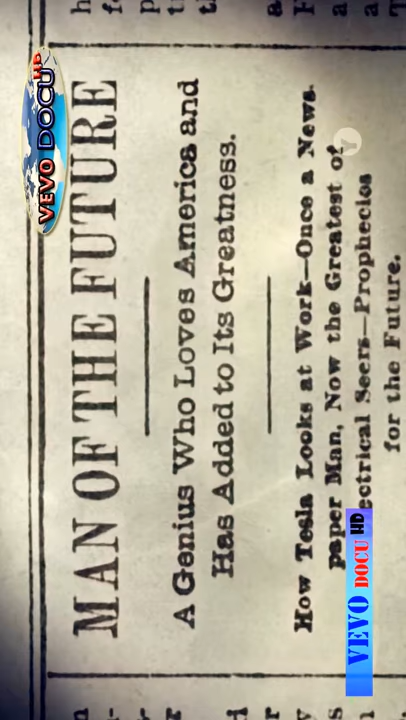 MAN OF THE FUTURE
A Genius Who Loves America and
Has Added to Its Greatness.
How Tesla Looks at Work—Once a News-
paper Man, Now the Greatest of
ectrical Seers—Prophecies
for the Future.
VEVO DOCU HD
VEVO DOCU HD